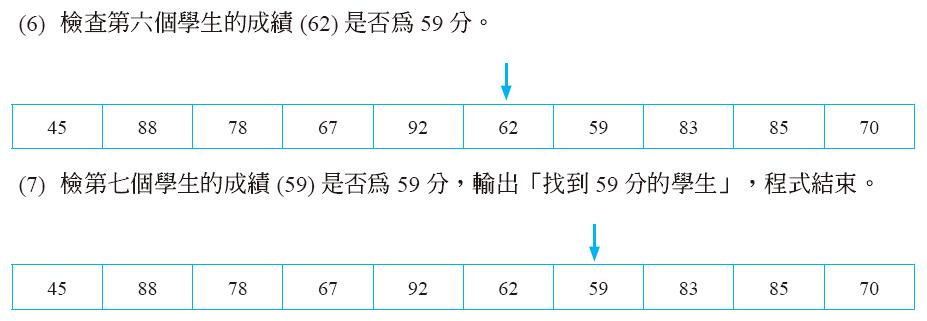 (6) 檢查第六個學生的成績 (62) 是否爲 59 分。
45 88 78 67 92 62 59 83 85 70
(7) 檢第七個學生的成績 (59) 是否爲 59 分，輸出「找到 59 分的學生」，程式結束。
45 88 78 67 92 62 59 83 85 70